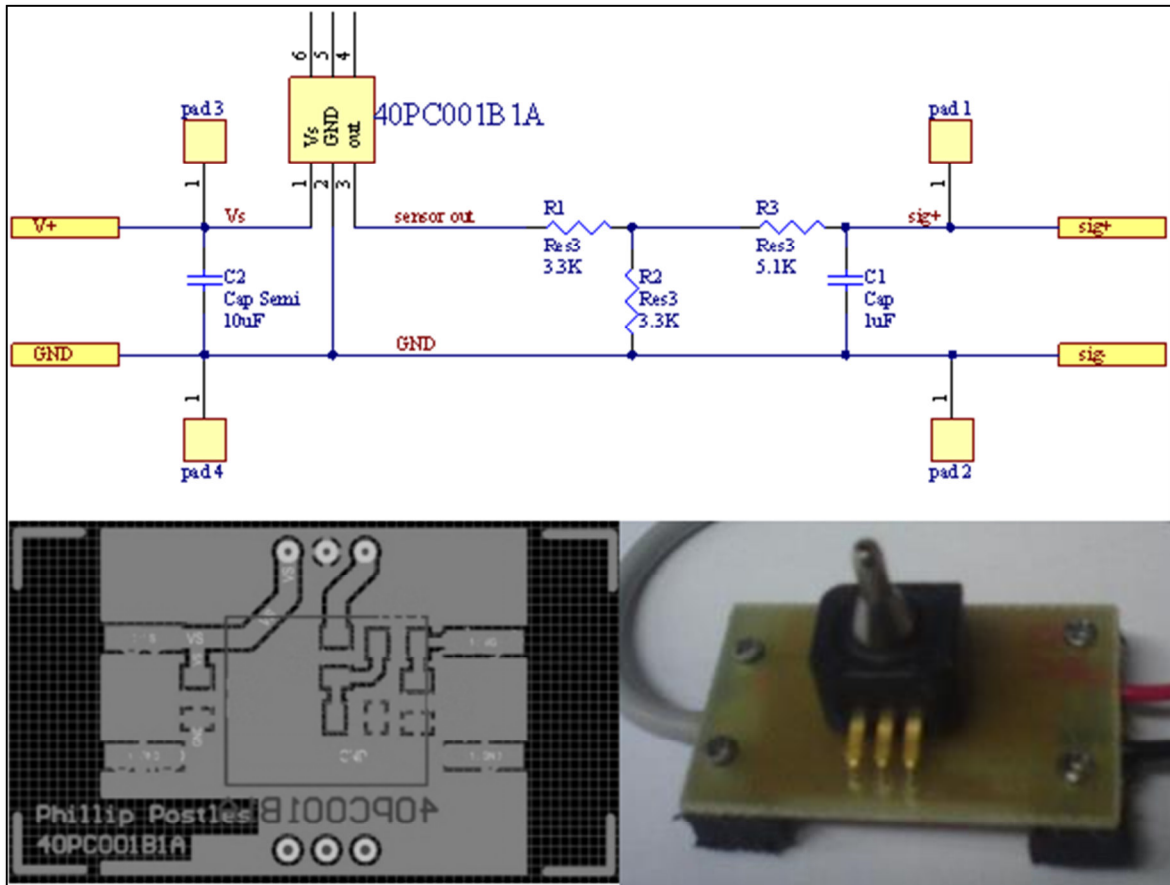 6 5 4
pad 3
40PC001B1A
pad 1
Vs GND out
1
1 2 3
1
V+
Vs
sensor out
R1
R3
sig+
sig+
Res3
3.3K
Res3
5.1K
C2
Cap Semi
10uF
R2
Res3
3.3K
C1
Cap
1uF
GND
GND
sig-
1
1
pad 4
pad 2
VS
VS
Phillip Postles
40PC001B1A
40PC001B1A